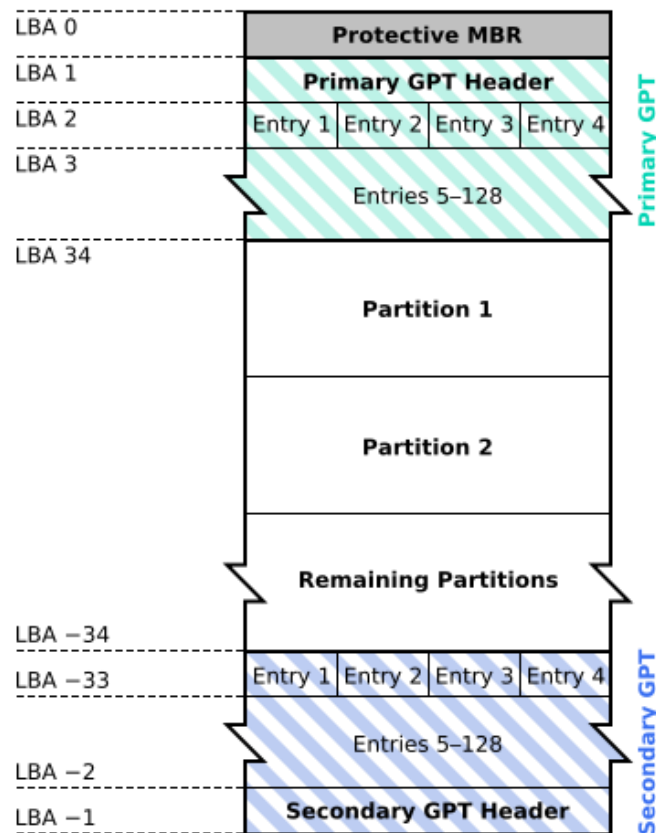 LBA 0
Protective MBR
LBA 1
Primary GPT Header
LBA 2
Entry 1 Entry 2 Entry 3 Entry 4
LBA 3
Entries 5–128
Primary GPT
LBA 34
Partition 1
Partition 2
Remaining Partitions
LBA −34
LBA −33
Entry 1 Entry 2 Entry 3 Entry 4
Entries 5–128
LBA −2
LBA −1
Secondary GPT Header
Secondary GPT